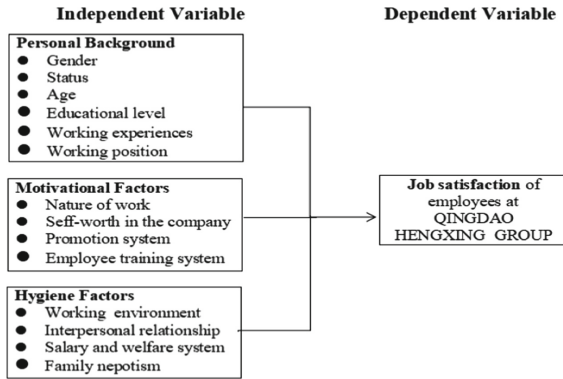 Independent Variable
Dependent Variable
Personal Background
Gender
Status
Age
Educational level
Working experiences
Working position
Motivational Factors
Nature of work
Seff-worth in the company
Promotion system
Employee training system
Hygiene Factors
Working environment
Interpersonal relationship
Salary and welfare system
Family nepotism
Job satisfaction of
employees at
QINGDAO
HENGXING GROUP